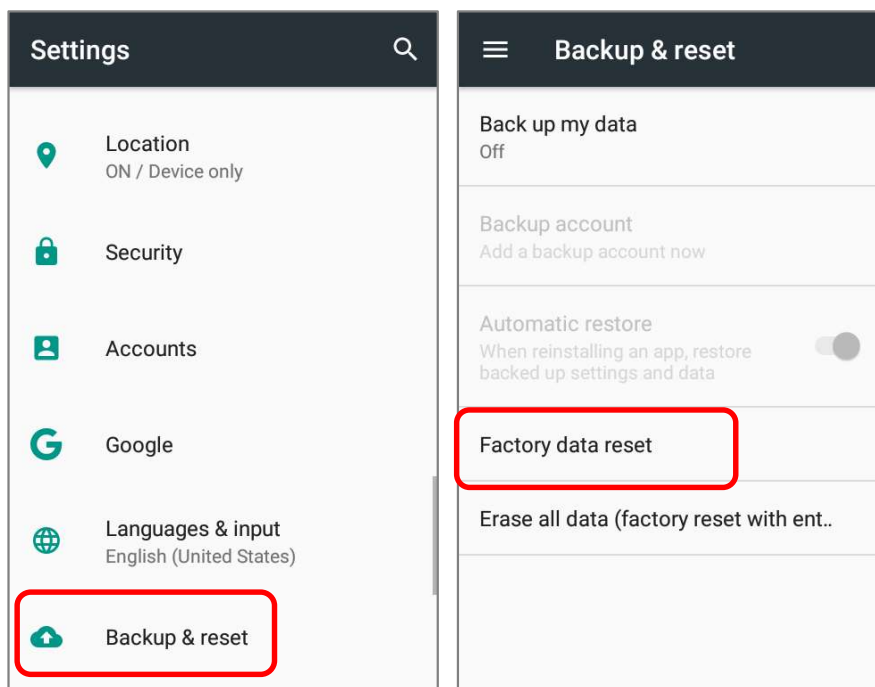 Settings
Location
ON / Device only
Security
Accounts
Google
Languages & input
English (United States)
Backup & reset
Backup & reset
Back up my data
Off
Backup account
Add a backup account now
Automatic restore
When reinstalling an app, restore
backed up settings and data
Factory data reset
Erase all data (factory reset with ent..